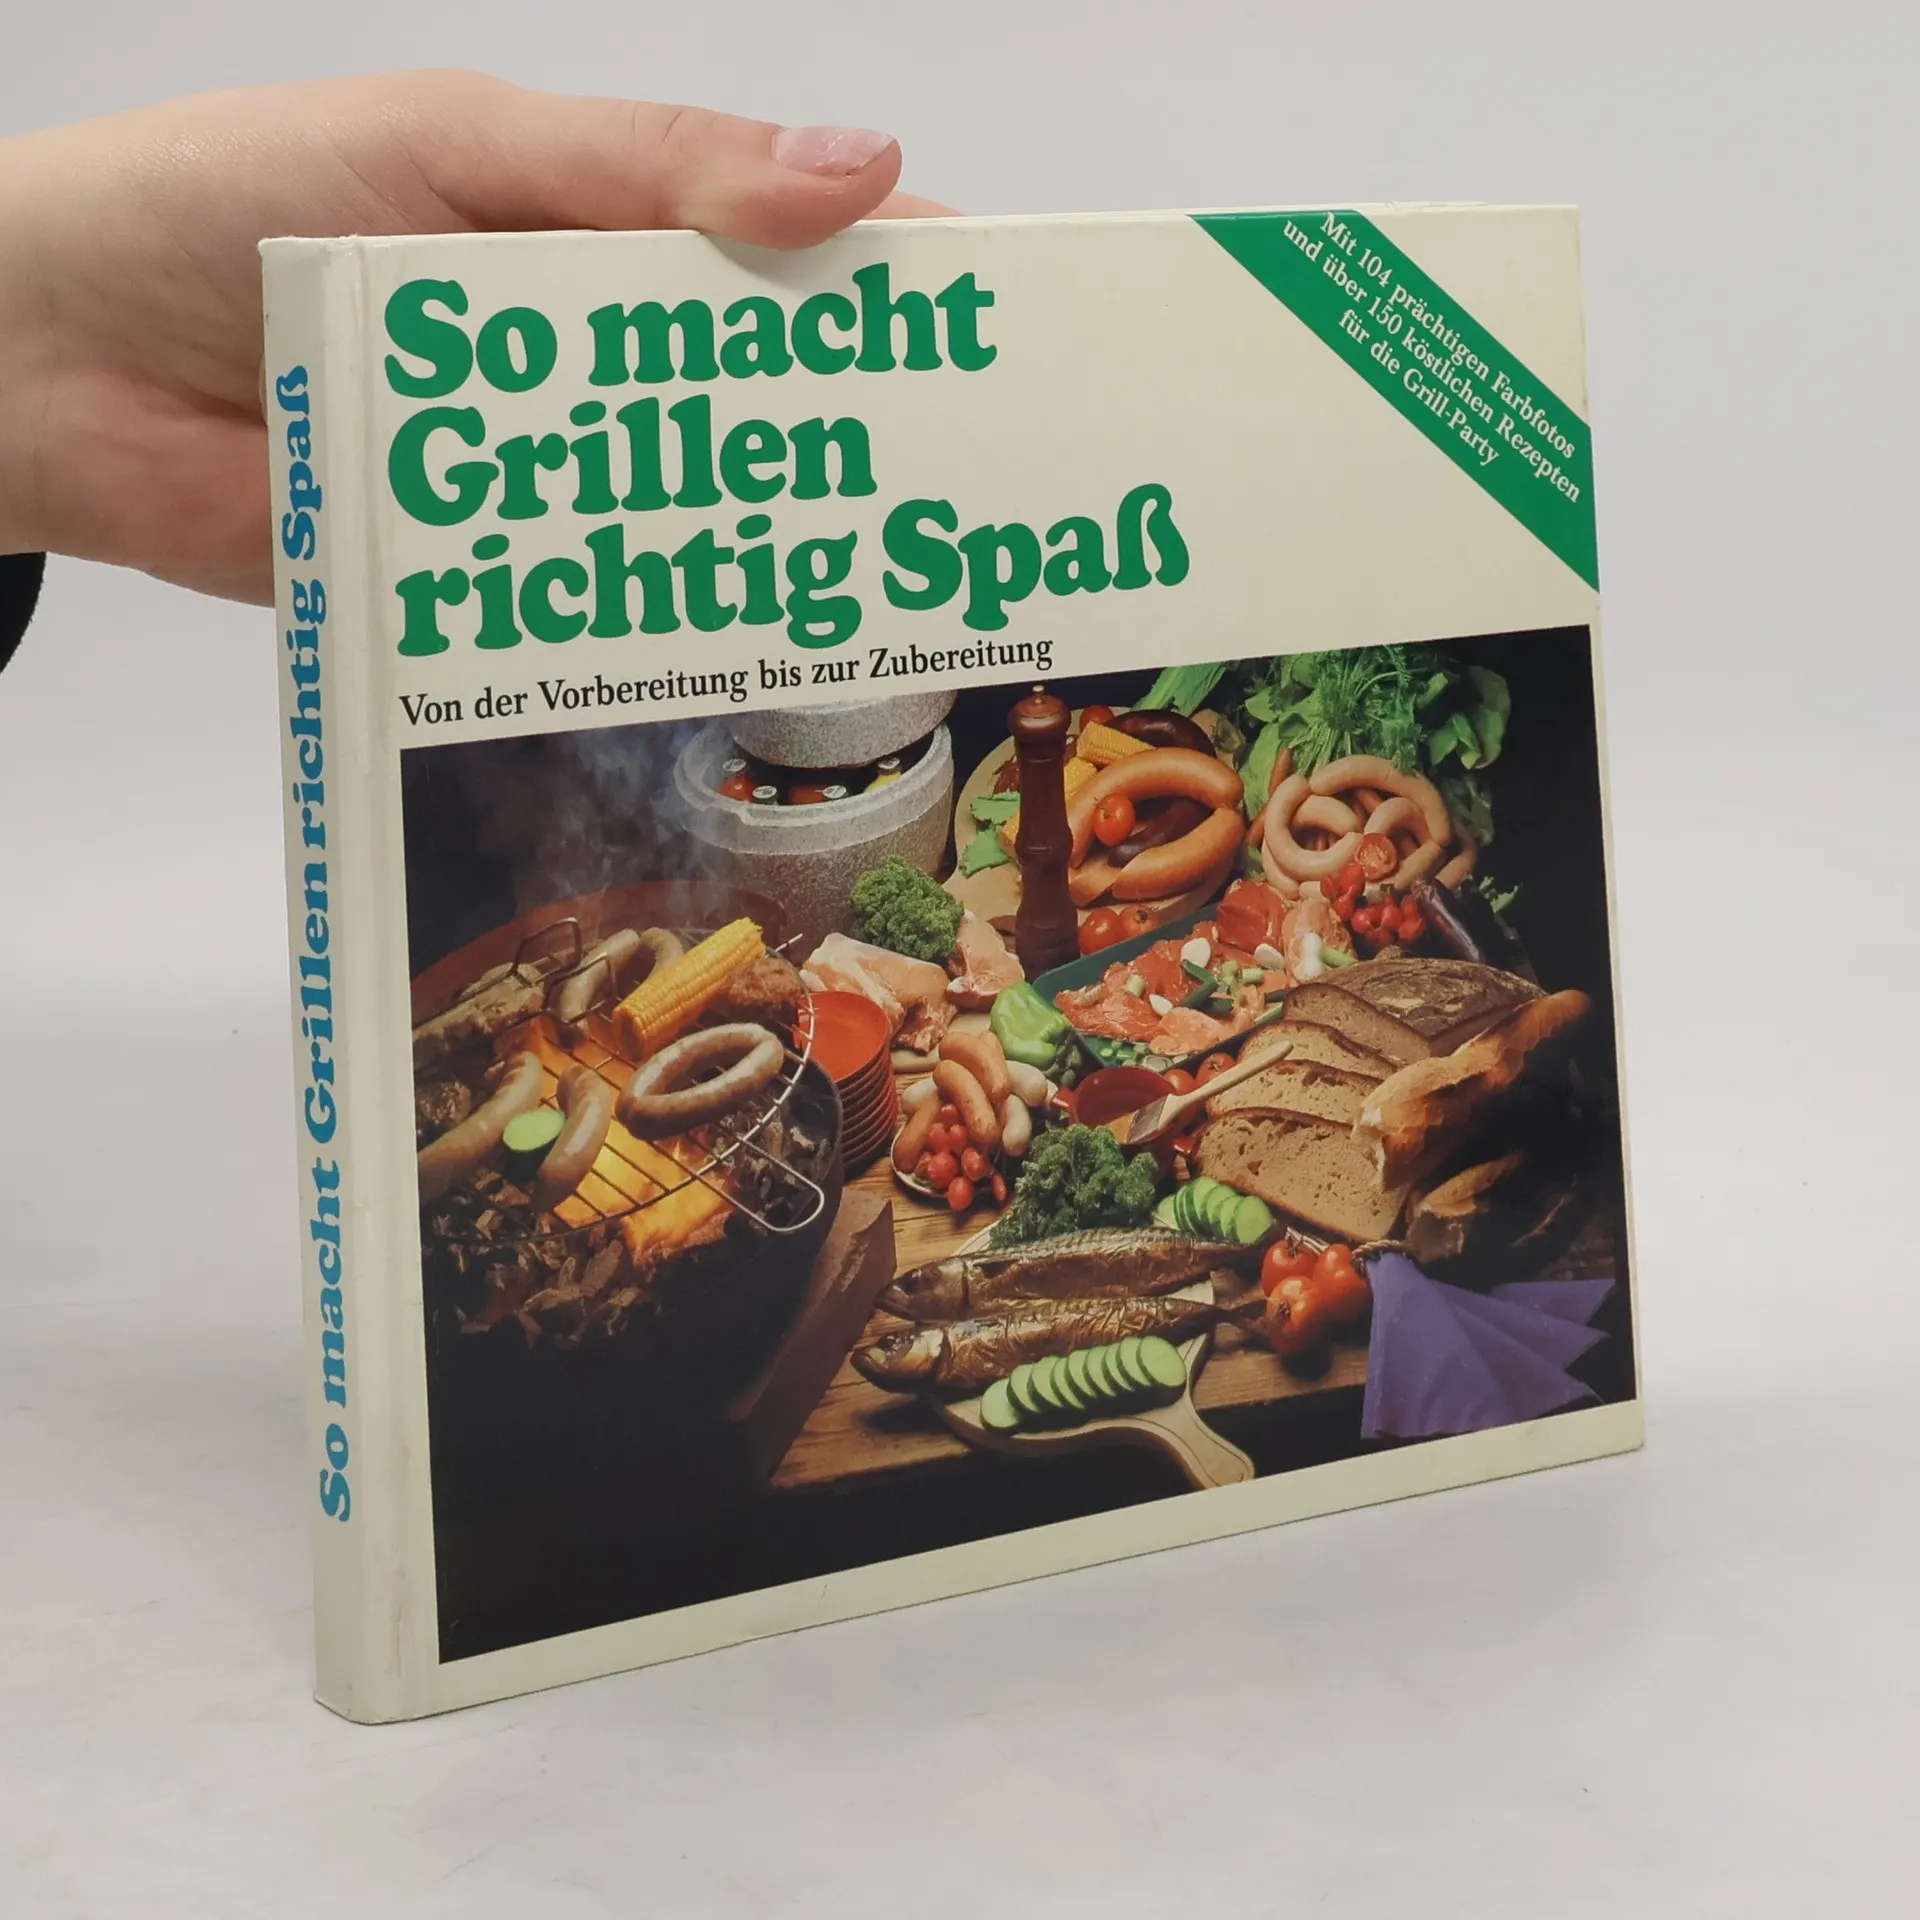 So macht
Grillen
richtig Spaß
Von der Vorbereitung bis zur Zubereitung
Mit 104 prächtigen Farbfotos
und über 150 köstlichen Rezepten
für die Grill-Party
So macht Grillen richtig Spaß